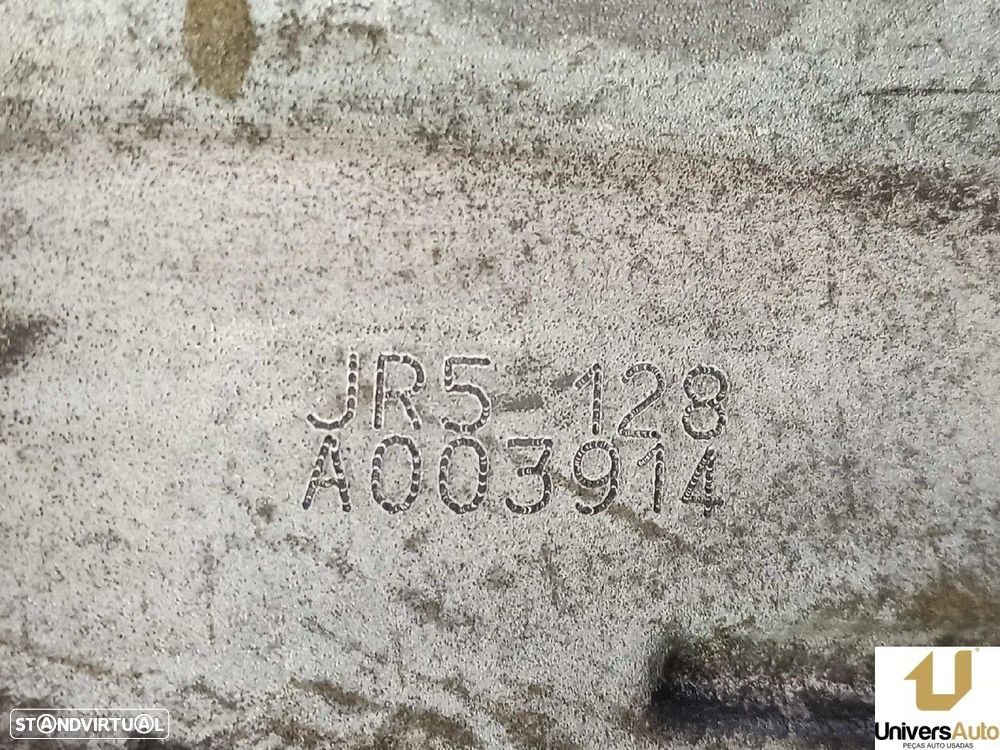 JR5 128
A003914
STANDVIRTUAL
UniversAuto
PEÇAS AUTO USADAS